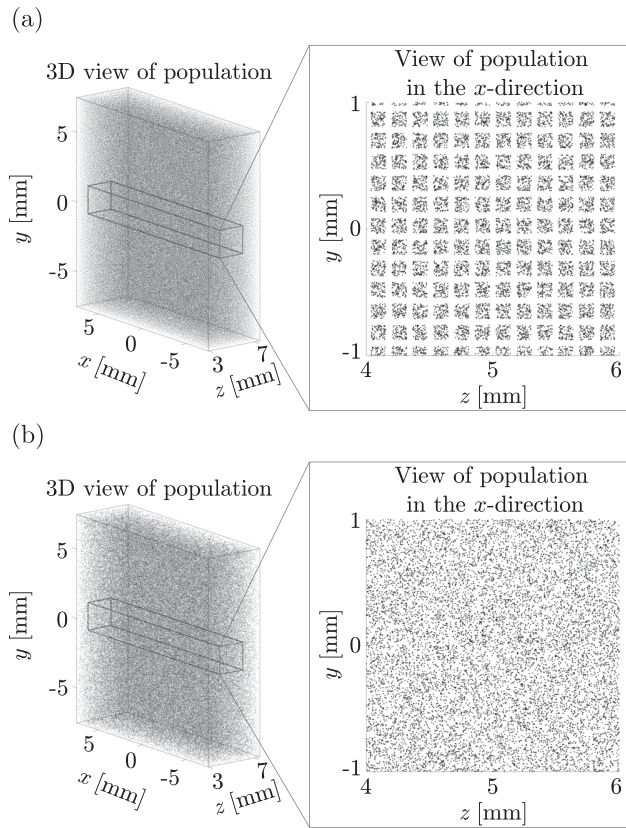 (a)
3D view of population
5
0
-5
y [mm]
5
0
-5
x [mm]
3
7
z [mm]
View of population
in the x-direction
1
0
-1
y [mm]
4
5
6
z [mm]
(b)
3D view of population
5
0
-5
y [mm]
5
0
-5
x [mm]
3
7
z [mm]
View of population
in the x-direction
1
0
-1
y [mm]
4
5
6
z [mm]